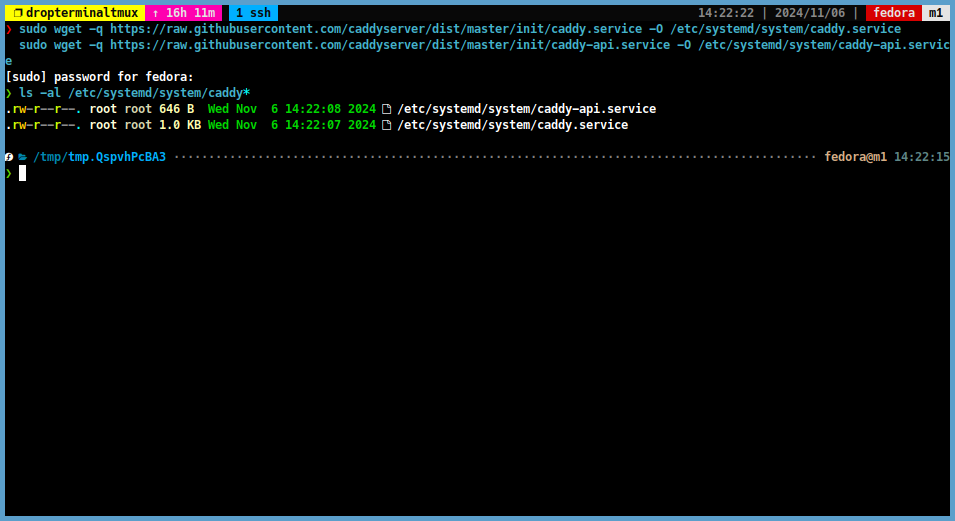 dropterminaltmux ↑ 16h 11m 1 ssh 14:22:22 | 2024/11/06 | fedora m1
❯ sudo wget -q https://raw.githubusercontent.com/caddyserver/dist/master/init/caddy.service -O /etc/systemd/system/caddy.service
sudo wget -q https://raw.githubusercontent.com/caddyserver/dist/master/init/caddy-api.service -O /etc/systemd/system/caddy-api.servic
e
[sudo] password for fedora:
❯ ls -al /etc/systemd/system/caddy*
.rw-r--r--. root root 646 B Wed Nov 6 14:22:08 2024 /etc/systemd/system/caddy-api.service
.rw-r--r--. root root 1.0 KB Wed Nov 6 14:22:07 2024 /etc/systemd/system/caddy.service
/tmp/tmp.QspvhPcBA3 ············································································································ fedora@m1 14:22:15
❯